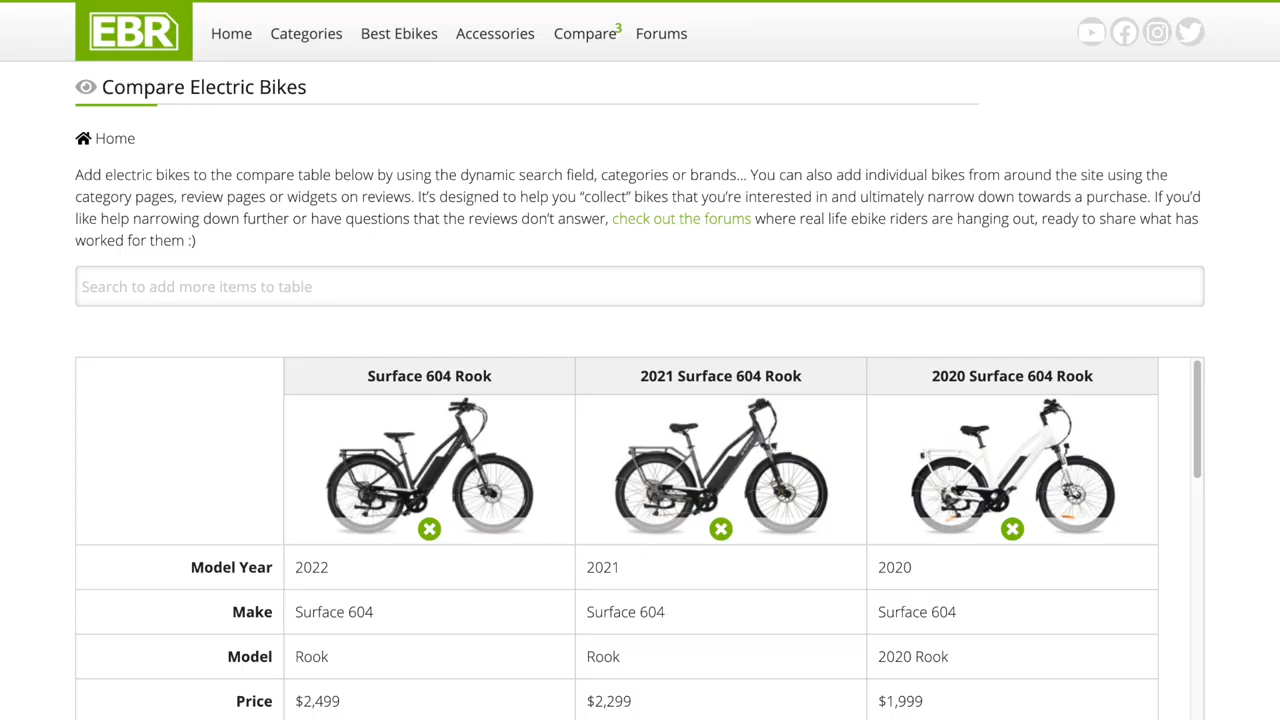 EBR
Home Categories Best Ebikes Accessories Compare3 Forums
Compare Electric Bikes
Home
Add electric bikes to the compare table below by using the dynamic search field, categories or brands... You can also add individual bikes from around the site using the
category pages, review pages or widgets on reviews. It's designed to help you “collect” bikes that you're interested in and ultimately narrow down towards a purchase. If you'd
like help narrowing down further or have questions that the reviews don't answer, check out the forums where real life ebike riders are hanging out, ready to share what has
worked for them :)
Search to add more items to table
Surface 604 Rook 2021 Surface 604 Rook 2020 Surface 604 Rook
Model Year 2022 2021 2020
Make Surface 604 Surface 604 Surface 604
Model Rook Rook 2020 Rook
Price $2,499 $2,299 $1,999